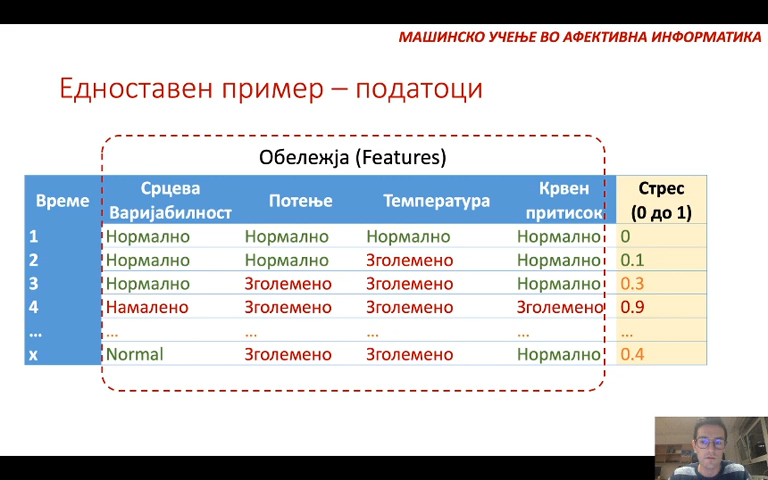 МАШИНСКО УЧЕЊЕ ВО АФЕКТИВНА ИНФОРМАТИКА
Едноставен пример – податоци
Обележја (Features)
Време Срцева Варијабилност Потење Температура Крвен притисок Стрес (0 до 1)
1 Нормално Нормално Нормално Нормално 0
2 Нормално Нормално Зголемено Нормално 0.1
3 Нормално Зголемено Зголемено Нормално 0.3
4 Намалено Зголемено Зголемено Зголемено 0.9
... ... ... ... ... ...
x Normal Зголемено Зголемено Нормално 0.4